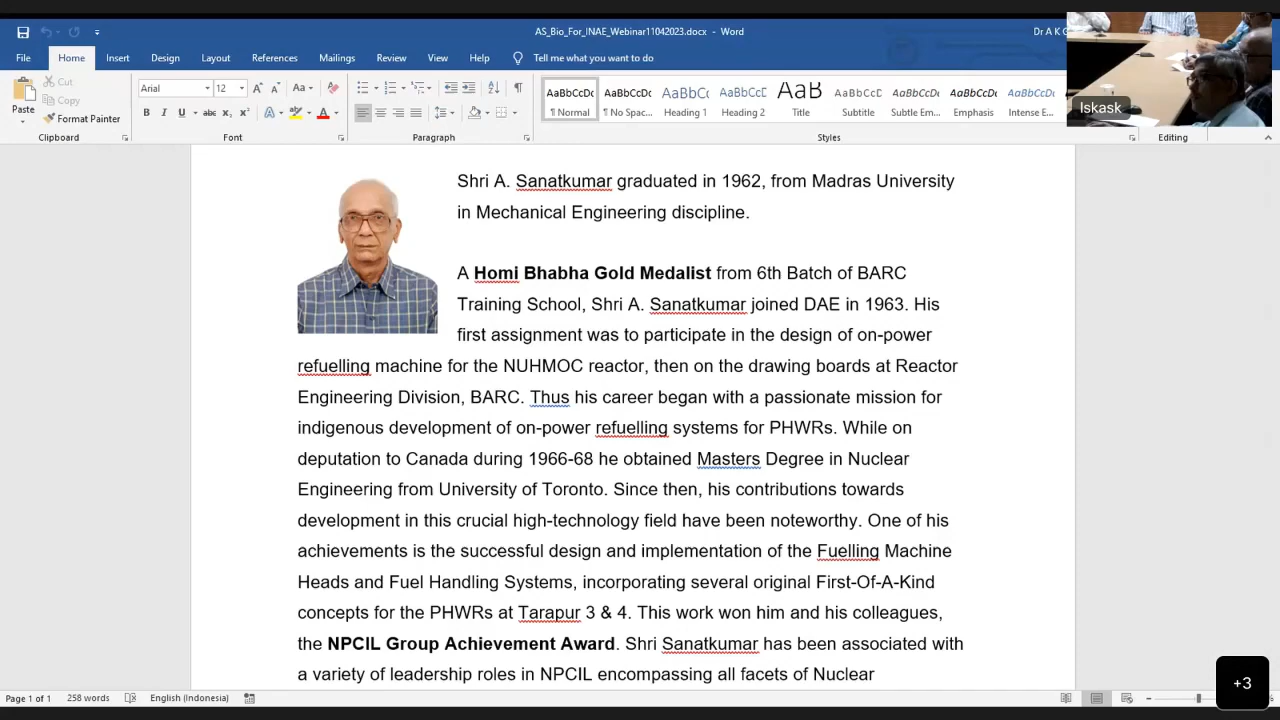 AS_Bio_For_INAE_Webinar11042023.docx - Word
Dr A K G
File Home Insert Design Layout References Mailings Review View Help Tell me what you want to do
Paste
Cut
Copy
Format Painter
Clipboard
Arial 12
Font
Paragraph
AaBbCcDc AaBbCcDc AaBbCc AaBbCcC AaB AaBbCcD AaBbCcDc AaBbCcDc AaBbCcDc
¶ Normal ¶ No Spac... Heading 1 Heading 2 Title Subtitle Subtle Em... Emphasis Intense E...
Styles
Editing
Iskask
Shri A. Sanatkumar graduated in 1962, from Madras University
in Mechanical Engineering discipline.
A Homi Bhabha Gold Medalist from 6th Batch of BARC
Training School, Shri A. Sanatkumar joined DAE in 1963. His
first assignment was to participate in the design of on-power
refuelling machine for the NUHMOC reactor, then on the drawing boards at Reactor
Engineering Division, BARC. Thus his career began with a passionate mission for
indigenous development of on-power refuelling systems for PHWRs. While on
deputation to Canada during 1966-68 he obtained Masters Degree in Nuclear
Engineering from University of Toronto. Since then, his contributions towards
development in this crucial high-technology field have been noteworthy. One of his
achievements is the successful design and implementation of the Fuelling Machine
Heads and Fuel Handling Systems, incorporating several original First-Of-A-Kind
concepts for the PHWRs at Tarapur 3 & 4. This work won him and his colleagues,
the NPCIL Group Achievement Award. Shri Sanatkumar has been associated with
a variety of leadership roles in NPCIL encompassing all facets of Nuclear
Page 1 of 1 258 words English (Indonesia)
+3